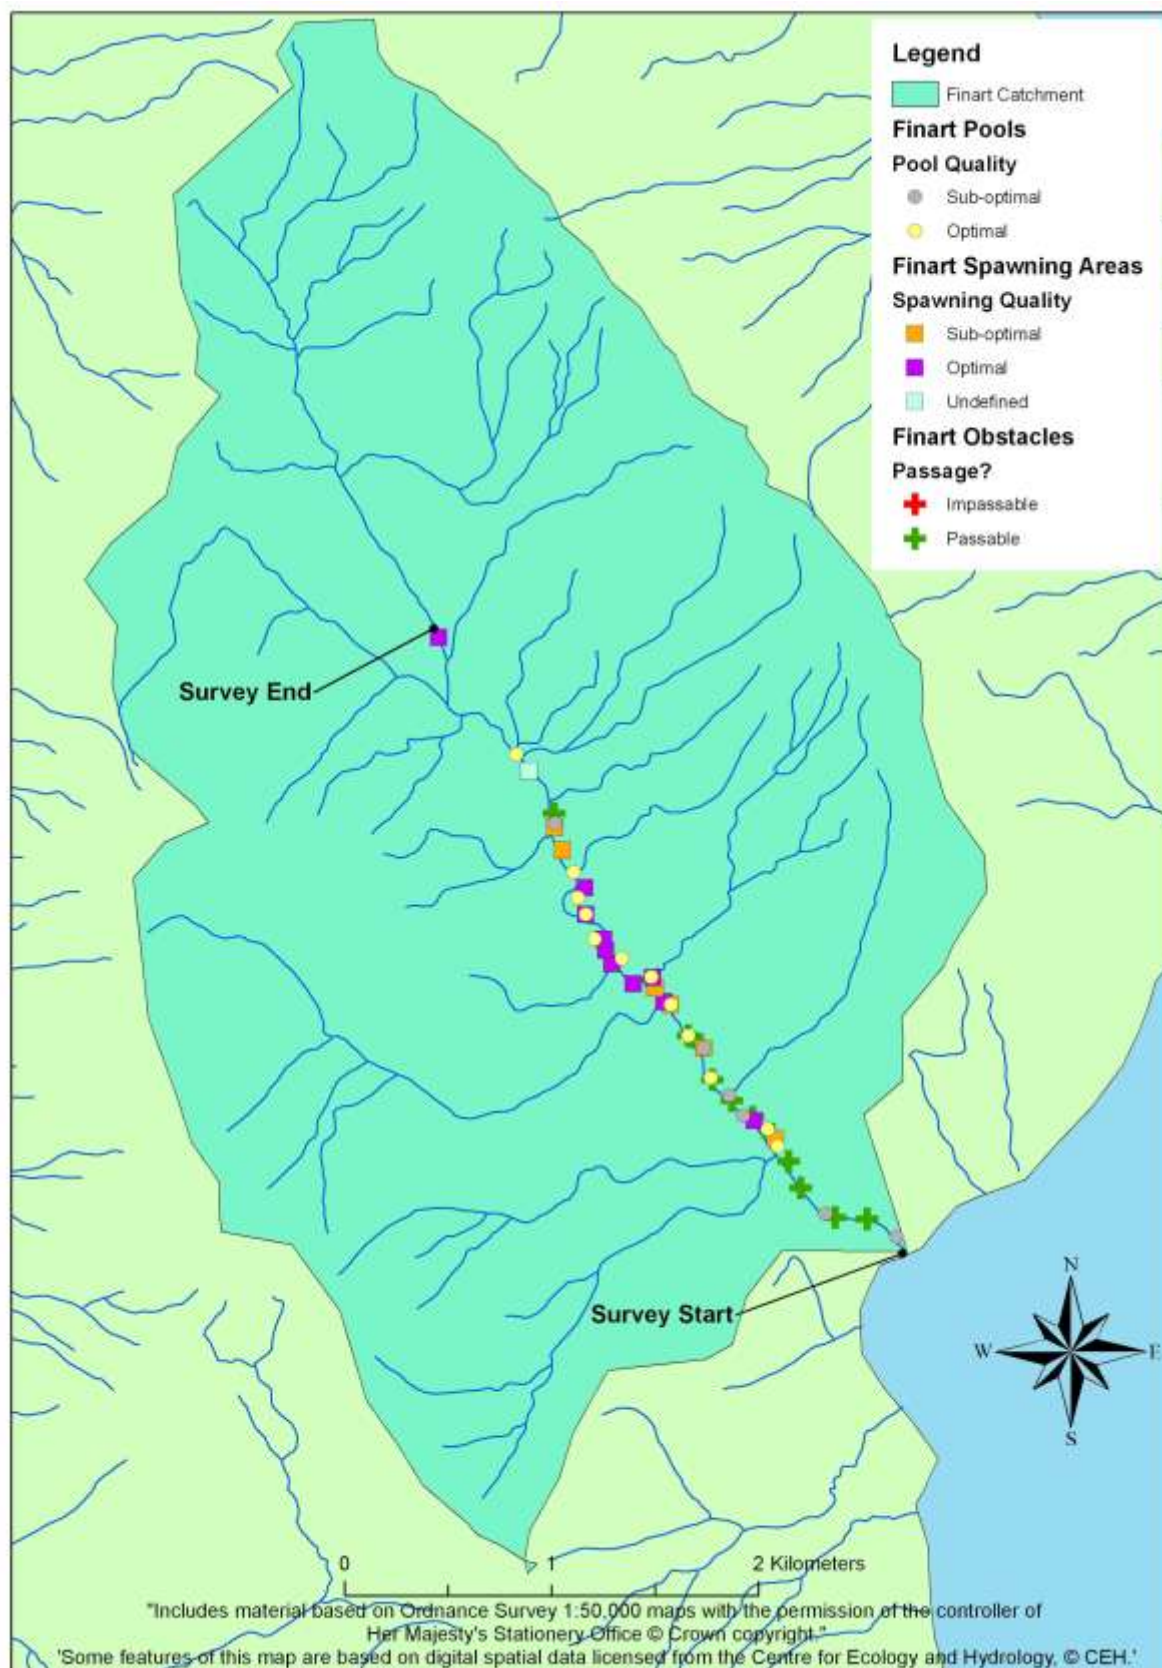 Legend
Finart Catchment
Finart Pools
Pool Quality
Sub-optimal
Optimal
Finart Spawning Areas
Spawning Quality
Sub-optimal
Optimal
Undefined
Finart Obstacles
Passage?
Impassable
Passable
Survey End
Survey Start
N
W
E
S
0
1
2 Kilometers
"Includes material based on Ordnance Survey 1:50,000 maps with the permission of the controller of
Her Majesty's Stationery Office © Crown copyright."
'Some features of this map are based on digital spatial data licensed from the Centre for Ecology and Hydrology, © CEH.'